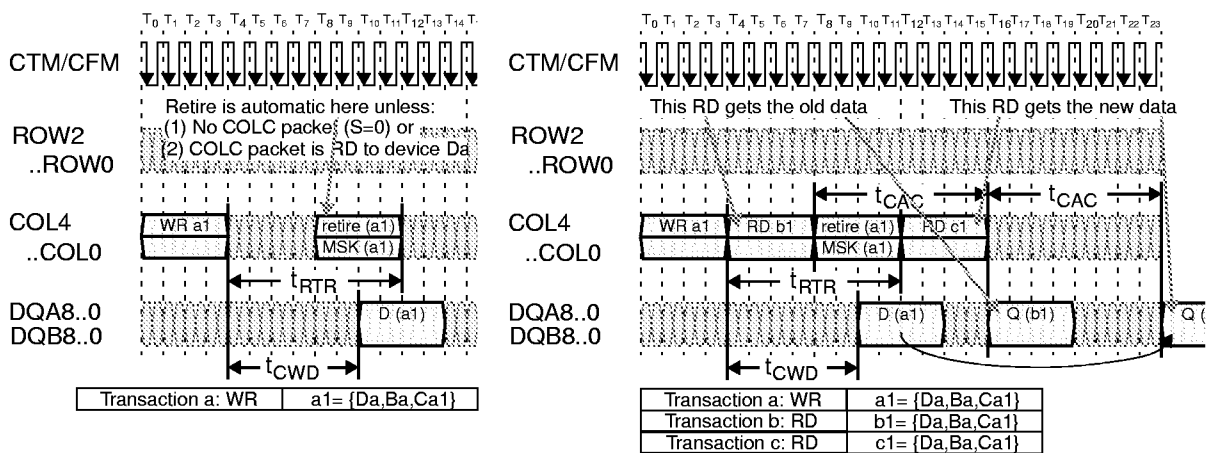 T0 T1 T2 T3 T4 T5 T6 T7 T8 T9 T10 T11 T12 T13 T14
CTM/CFM
Retire is automatic here unless:
(1) No COLC packet (S=0) or
(2) COLC packet is RD to device Da
ROW2
..ROW0
COL4
..COL0
WR a1
retire (a1)
MSK (a1)
tRTR
DQA8..0
DQB8..0
D (a1)
tCWD
Transaction a: WR a1= {Da,Ba,Ca1}
T0 T1 T2 T3 T4 T5 T6 T7 T8 T9 T10 T11 T12 T13 T14 T15 T16 T17 T18 T19 T20 T21 T22 T23
CTM/CFM
This RD gets the old data
This RD gets the new data
ROW2
..ROW0
tCAC
tCAC
COL4
..COL0
WR a1
RD b1
retire (a1)
RD c1
MSK (a1)
tRTR
DQA8..0
DQB8..0
D (a1)
Q (b1)
Q (
tCWD
Transaction a: WR a1= {Da,Ba,Ca1}
Transaction b: RD b1= {Da,Ba,Ca1}
Transaction c: RD c1= {Da,Ba,Ca1}